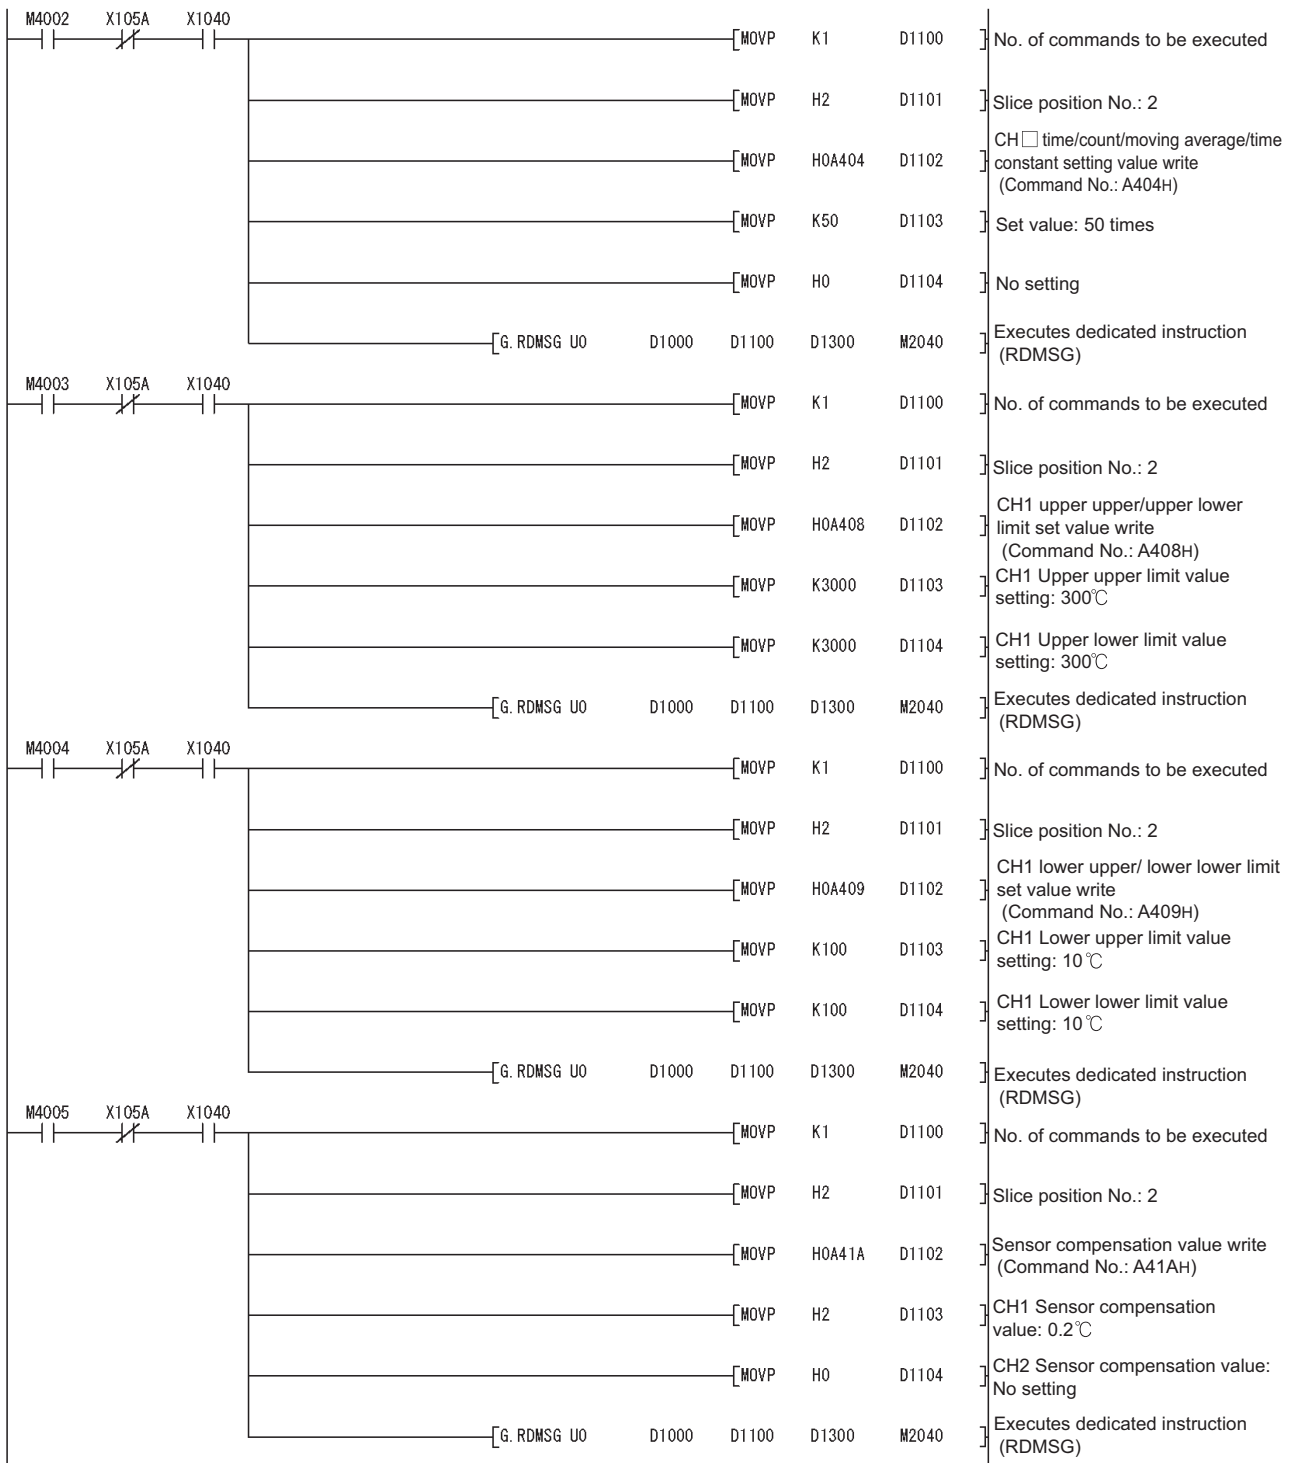 M4002 X105A X1040
MOVP K1 D1100 No. of commands to be executed
MOVP H2 D1101 Slice position No.: 2
CH□ time/count/moving average/time
MOVP H0A404 D1102 constant setting value write
(Command No.: A404H)
MOVP K50 D1103 Set value: 50 times
MOVP H0 D1104 No setting
G.RDMSG U0 D1000 D1100 D1300 M2040 Executes dedicated instruction
(RDMSG)
M4003 X105A X1040
MOVP K1 D1100 No. of commands to be executed
MOVP H2 D1101 Slice position No.: 2
CH1 upper upper/upper lower
MOVP H0A408 D1102 limit set value write
(Command No.: A408H)
MOVP K3000 D1103 CH1 Upper upper limit value
setting: 300℃
MOVP K3000 D1104 CH1 Upper lower limit value
setting: 300℃
G.RDMSG U0 D1000 D1100 D1300 M2040 Executes dedicated instruction
(RDMSG)
M4004 X105A X1040
MOVP K1 D1100 No. of commands to be executed
MOVP H2 D1101 Slice position No.: 2
CH1 lower upper/ lower lower limit
MOVP H0A409 D1102 set value write
(Command No.: A409H)
MOVP K100 D1103 CH1 Lower upper limit value
setting: 10℃
MOVP K100 D1104 CH1 Lower lower limit value
setting: 10℃
G.RDMSG U0 D1000 D1100 D1300 M2040 Executes dedicated instruction
(RDMSG)
M4005 X105A X1040
MOVP K1 D1100 No. of commands to be executed
MOVP H2 D1101 Slice position No.: 2
MOVP H0A41A D1102 Sensor compensation value write
(Command No.: A41AH)
MOVP H2 D1103 CH1 Sensor compensation
value: 0.2℃
MOVP H0 D1104 CH2 Sensor compensation value:
No setting
G.RDMSG U0 D1000 D1100 D1300 M2040 Executes dedicated instruction
(RDMSG)